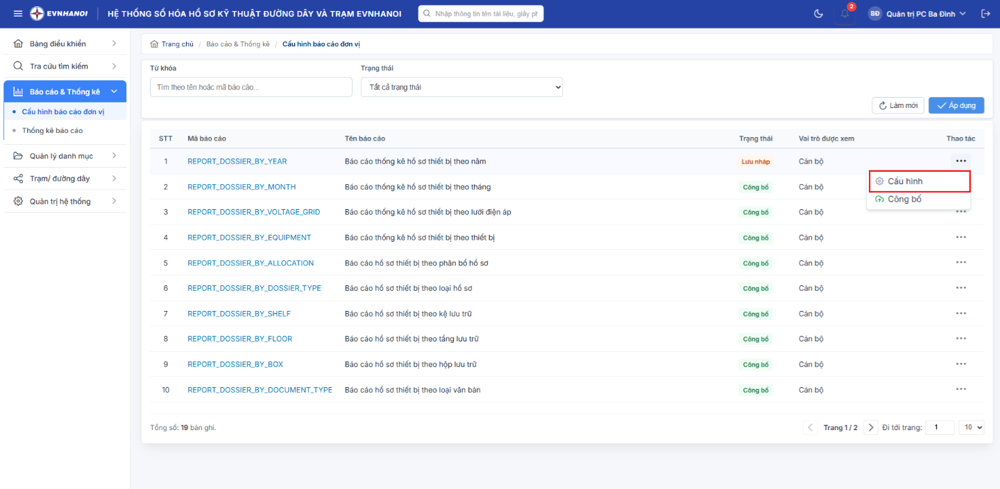 EVNHANOI
HỆ THỐNG SỐ HÓA HỒ SƠ KỸ THUẬT ĐƯỜNG DÂY VÀ TRẠM EVNHANOI
Nhập thông tin tên tài liệu, giấy ph
2
BĐ
Quản trị PC Ba Đình
Bảng điều khiển
Tra cứu tìm kiếm
Báo cáo & Thống kê
Cấu hình báo cáo đơn vị
Thống kê báo cáo
Quản lý danh mục
Trạm/ đường dây
Quản trị hệ thống
Trang chủ / Báo cáo & Thống kê / Cấu hình báo cáo đơn vị
Từ khóa
Trạng thái
Tìm theo tên hoặc mã báo cáo...
Tất cả trạng thái
Làm mới
Áp dụng
STT Mã báo cáo Tên báo cáo Trạng thái Vai trò được xem Thao tác
1 REPORT_DOSSIER_BY_YEAR Báo cáo thống kê hồ sơ thiết bị theo năm Lưu nháp Cán bộ
Cấu hình
Công bố
2 REPORT_DOSSIER_BY_MONTH Báo cáo thống kê hồ sơ thiết bị theo tháng Công bố Cán bộ
3 REPORT_DOSSIER_BY_VOLTAGE_GRID Báo cáo thống kê hồ sơ thiết bị theo lưới điện áp Công bố Cán bộ
4 REPORT_DOSSIER_BY_EQUIPMENT Báo cáo thống kê hồ sơ thiết bị theo thiết bị Công bố Cán bộ
5 REPORT_DOSSIER_BY_ALLOCATION Báo cáo hồ sơ thiết bị theo phân bổ hồ sơ Công bố Cán bộ
6 REPORT_DOSSIER_BY_DOSSIER_TYPE Báo cáo hồ sơ thiết bị theo loại hồ sơ Công bố Cán bộ
7 REPORT_DOSSIER_BY_SHELF Báo cáo hồ sơ thiết bị theo kệ lưu trữ Công bố Cán bộ
8 REPORT_DOSSIER_BY_FLOOR Báo cáo hồ sơ thiết bị theo tầng lưu trữ Công bố Cán bộ
9 REPORT_DOSSIER_BY_BOX Báo cáo hồ sơ thiết bị theo hộp lưu trữ Công bố Cán bộ
10 REPORT_DOSSIER_BY_DOCUMENT_TYPE Báo cáo hồ sơ thiết bị theo loại văn bản Công bố Cán bộ
Tổng số: 19 bản ghi.
Trang 1 / 2
Đi tới trang: 1
10